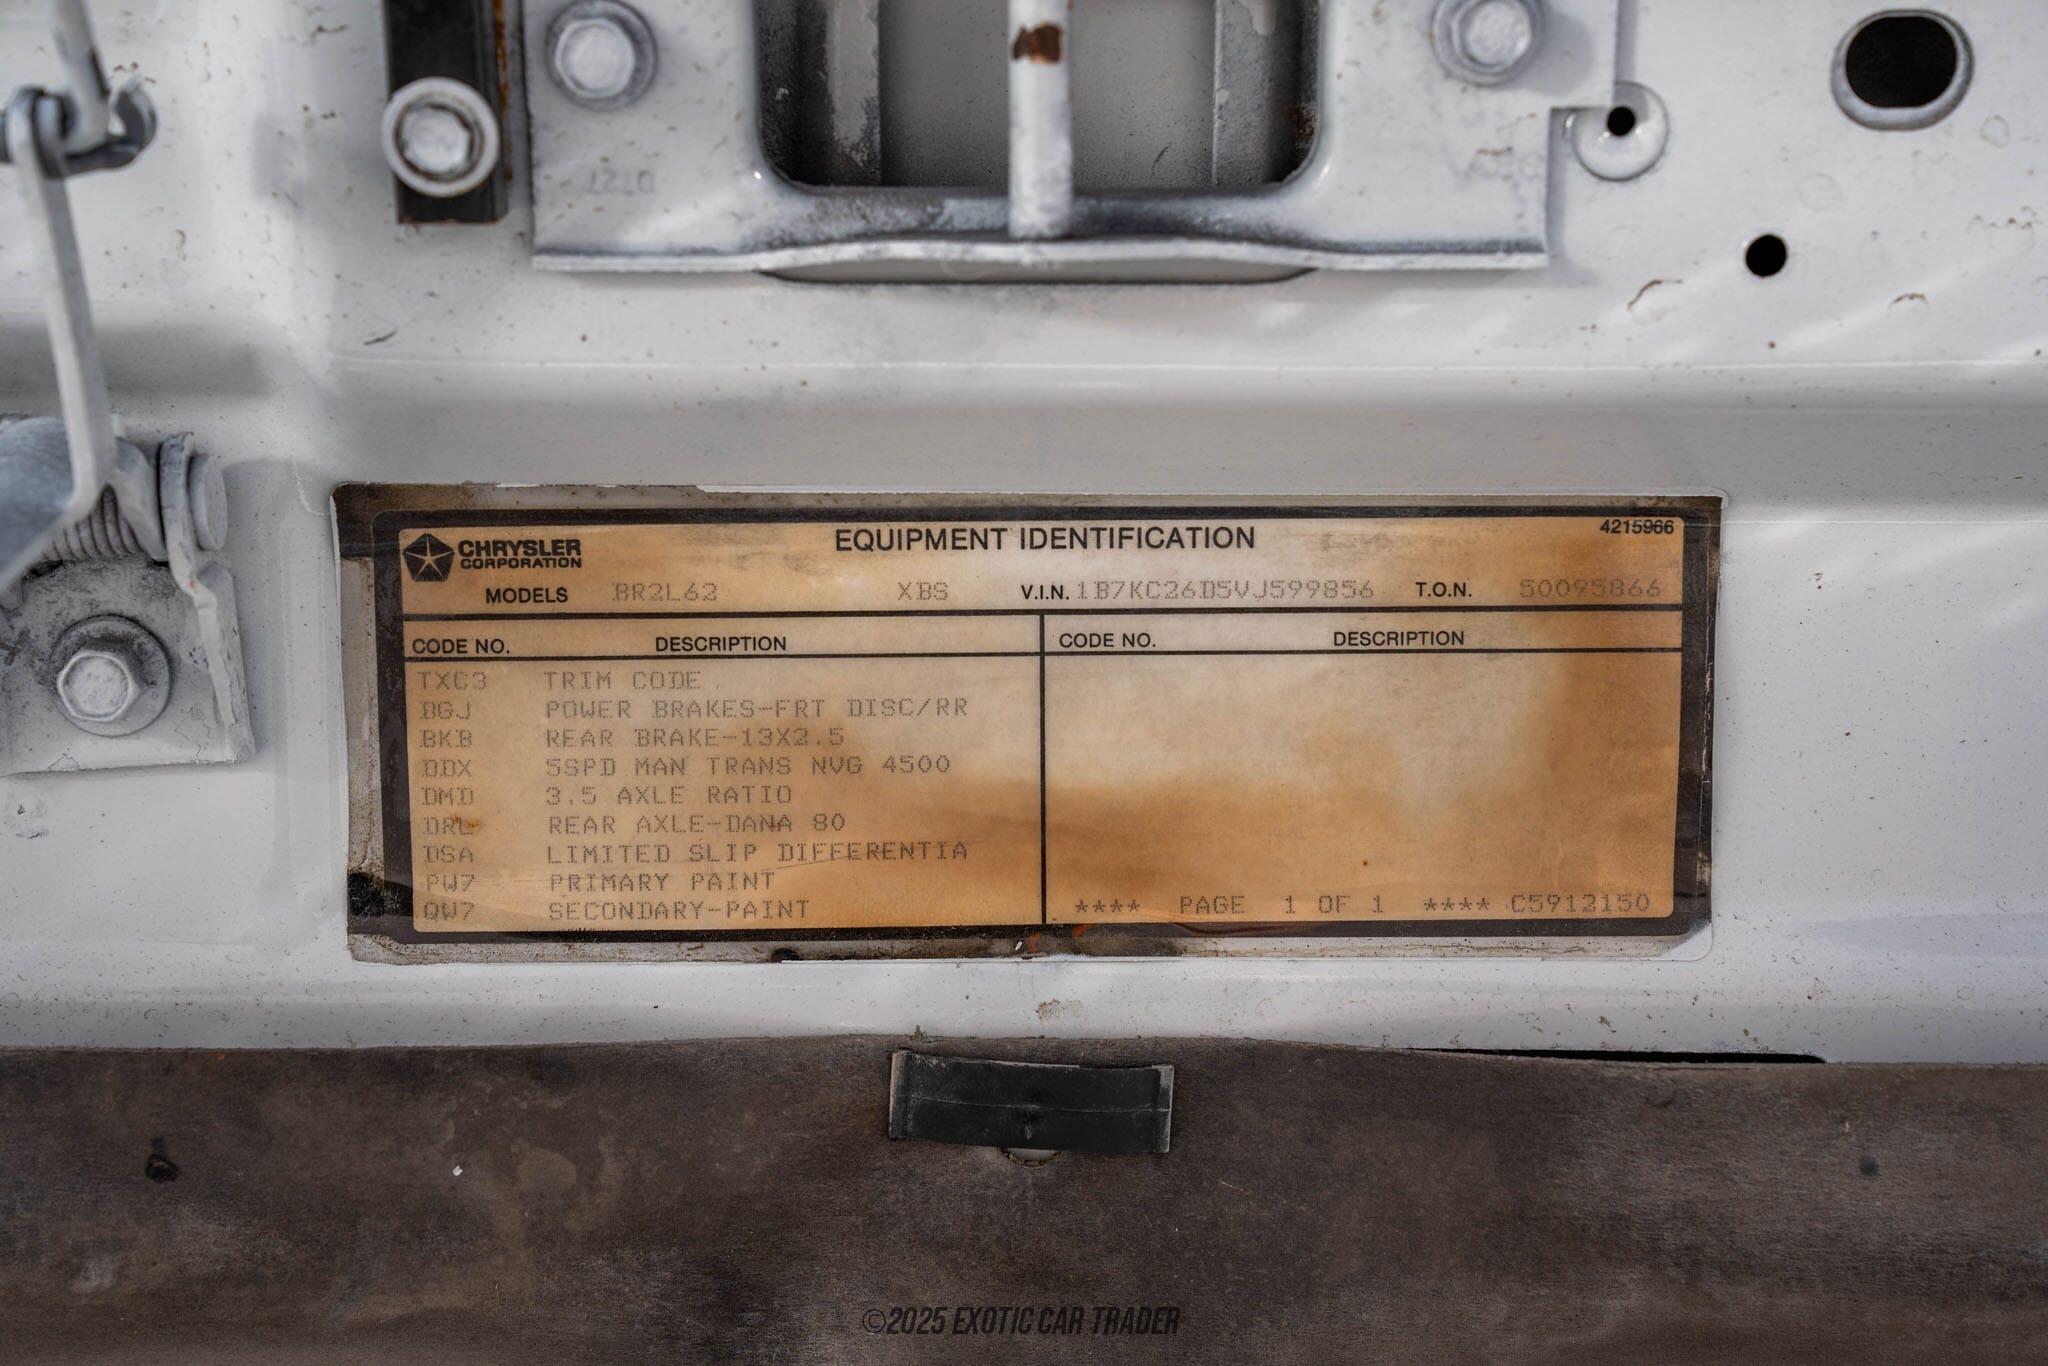 EQUIPMENT IDENTIFICATION
4215966
CHRYSLER
CORPORATION
MODELS BR2L62 XBS V.I.N. 1B7KC26D5VJ599856 T.O.N. 50095866
CODE NO. DESCRIPTION CODE NO. DESCRIPTION
TXC3 TRIM CODE
BGJ POWER BRAKES-FRT DISC/RR
BKB REAR BRAKE-13X2.5
DDX 5SPD MAN TRANS NVG 4500
DMD 3.5 AXLE RATIO
DRL REAR AXLE-DANA 80
DSA LIMITED SLIP DIFFERENTIA
PW7 PRIMARY PAINT
QW7 SECONDARY-PAINT
**** PAGE 1 OF 1 **** C5912150
©2025 EXOTIC CAR TRADER